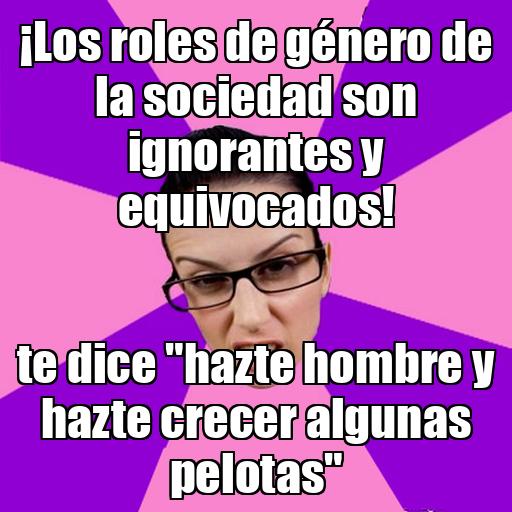 ¡Los roles de género de
la sociedad son
ignorantes y
equivocados!
te dice "hazte hombre y
hazte crecer algunas
pelotas"